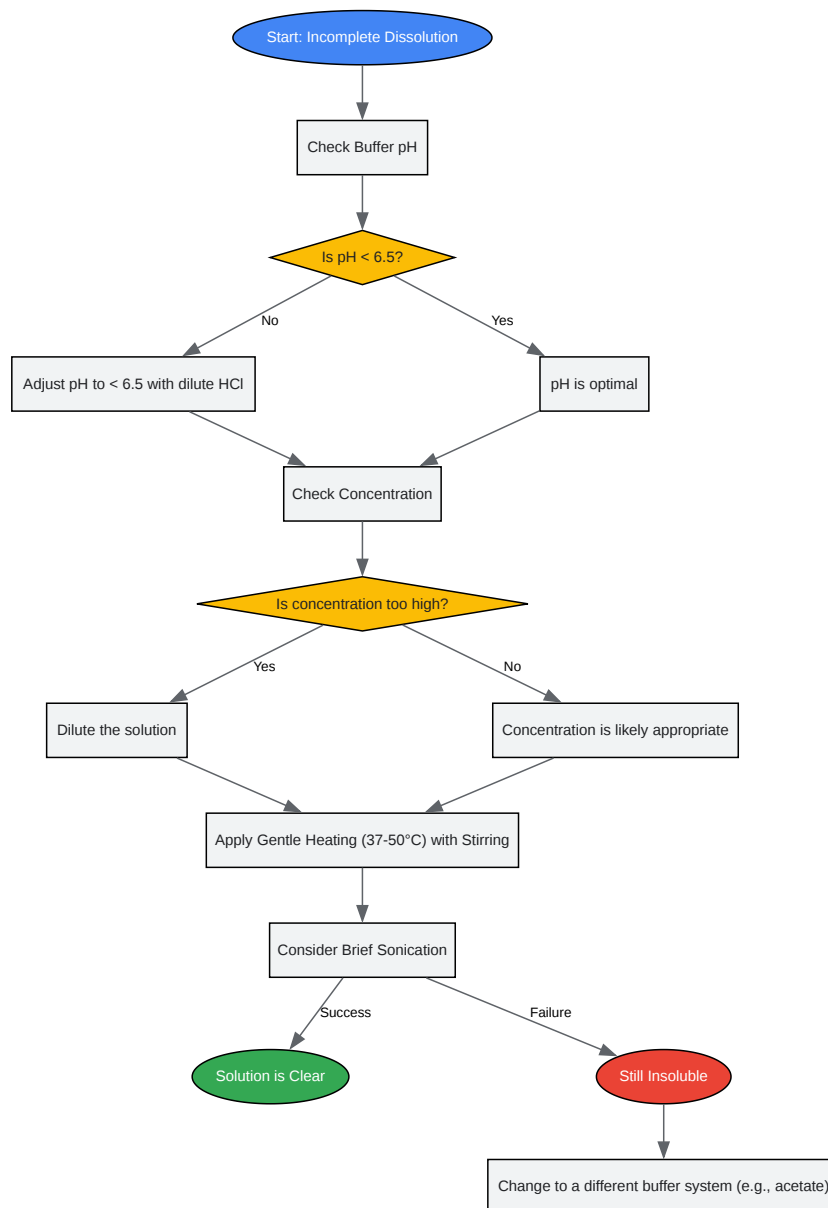 Start: Incomplete Dissolution
Check Buffer pH
Is pH < 6.5?
No
Yes
Adjust pH to < 6.5 with dilute HCl
pH is optimal
Check Concentration
Is concentration too high?
Yes
No
Dilute the solution
Concentration is likely appropriate
Apply Gentle Heating (37-50°C) with Stirring
Consider Brief Sonication
Success
Failure
Solution is Clear
Still Insoluble
Change to a different buffer system (e.g., acetate)